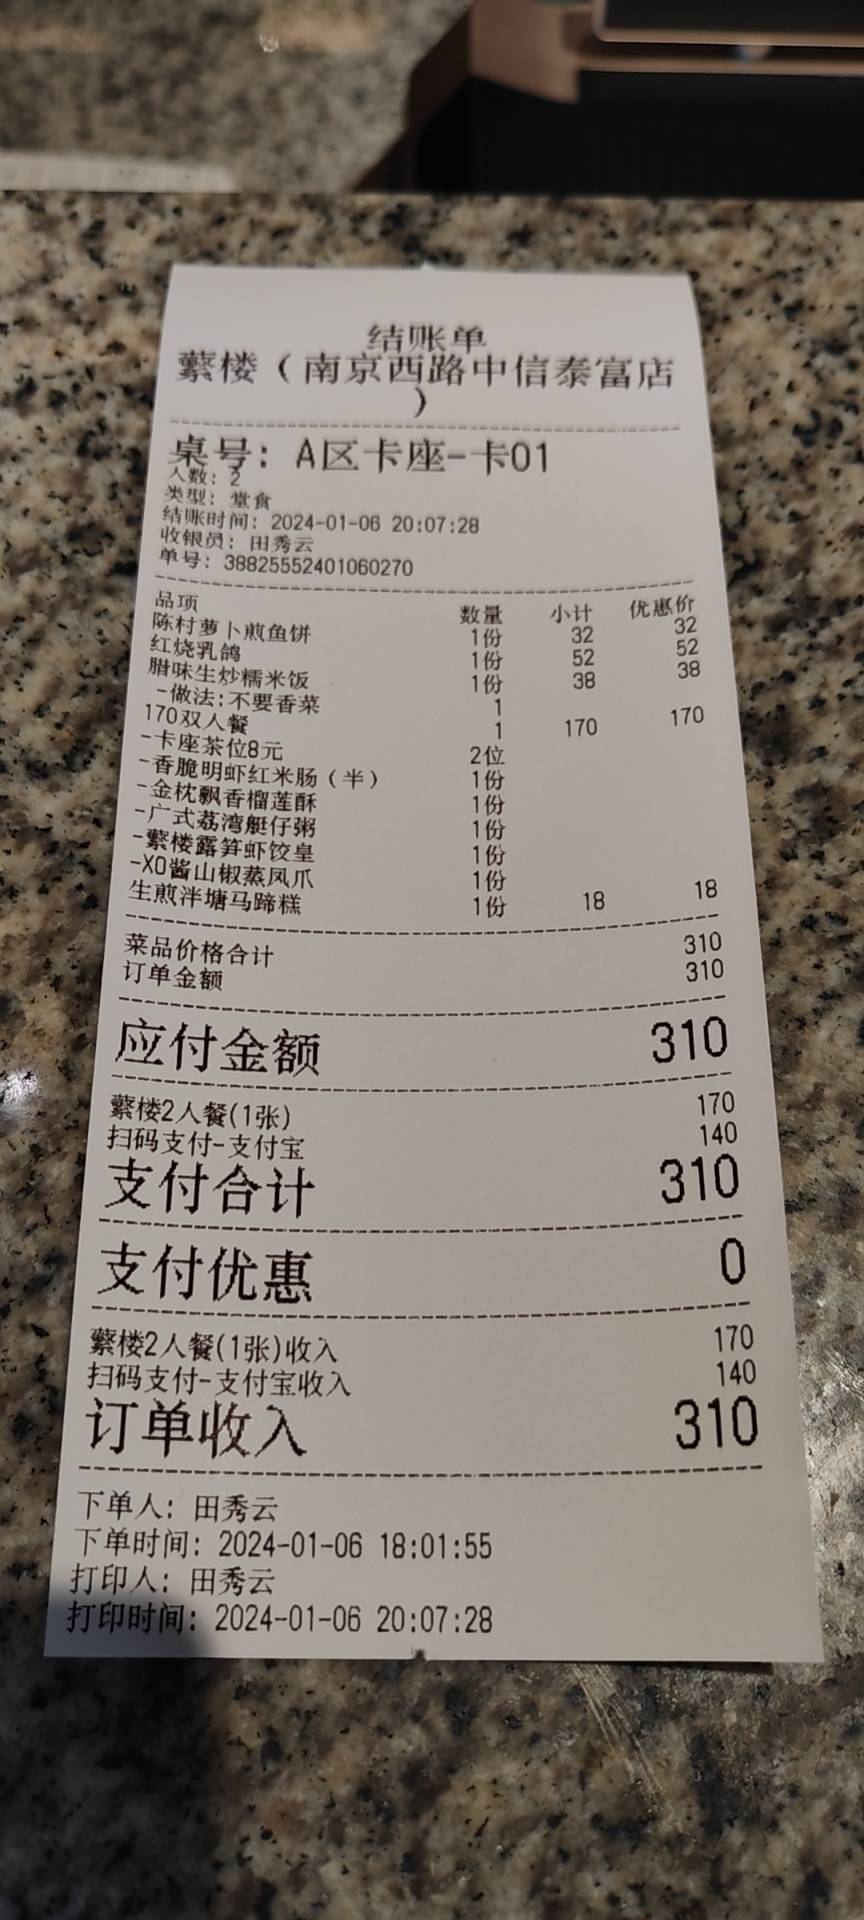 结账单
蘩楼（南京西路中信泰富店
）
桌号: A区卡座-卡01
人数: 2
类型: 堂食
结账时间: 2024-01-06 20:07:28
收银员: 田秀云
单号: 38825552401060270
品项 数量 小计 优惠价
陈村萝卜煎鱼饼 1份 32 32
红烧乳鸽 1份 52 52
腊味生炒糯米饭 1份 38 38
-做法:不要香菜 1
170双人餐 1 170 170
-卡座茶位8元 2位
-香脆明虾红米肠（半） 1份
-金枕飘香榴莲酥 1份
-广式荔湾艇仔粥 1份
-蘩楼露笋虾饺皇 1份
-XO酱山椒蒸凤爪 1份
生煎泮塘马蹄糕 1份 18 18
菜品价格合计 310
订单金额 310
应付金额 310
蘩楼2人餐(1张) 170
扫码支付-支付宝 140
支付合计 310
支付优惠 0
蘩楼2人餐(1张)收入 170
扫码支付-支付宝收入 140
订单收入 310
下单人: 田秀云
下单时间: 2024-01-06 18:01:55
打印人: 田秀云
打印时间: 2024-01-06 20:07:28